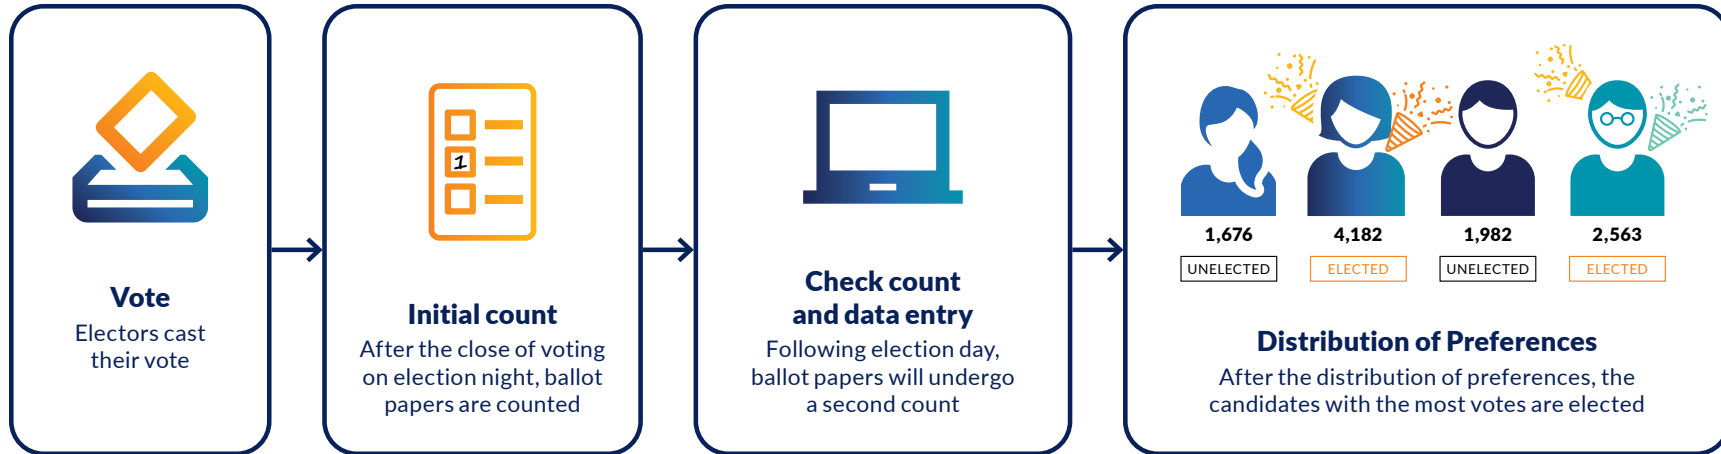 Vote
Electors cast
their vote
1
Initial count
After the close of voting
on election night, ballot
papers are counted
Check count
and data entry
Following election day,
ballot papers will undergo
a second count
1,676 4,182 1,982 2,563
UNELECTED ELECTED UNELECTED ELECTED
Distribution of Preferences
After the distribution of preferences, the
candidates with the most votes are elected